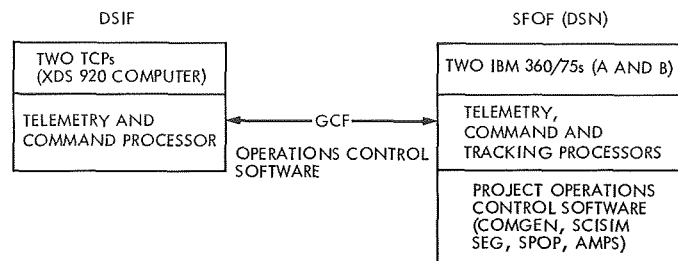 DSIF
TWO TCPs
(XDS 920 COMPUTER)
TELEMETRY AND
COMMAND PROCESSOR
GCF
OPERATIONS CONTROL
SOFTWARE
SFOF (DSN)
TWO IBM 360/75s (A AND B)
TELEMETRY,
COMMAND AND
TRACKING PROCESSORS
PROJECT OPERATIONS
CONTROL SOFTWARE
(COMGEN, SCISIM
SEG, SPOP, AMPS)